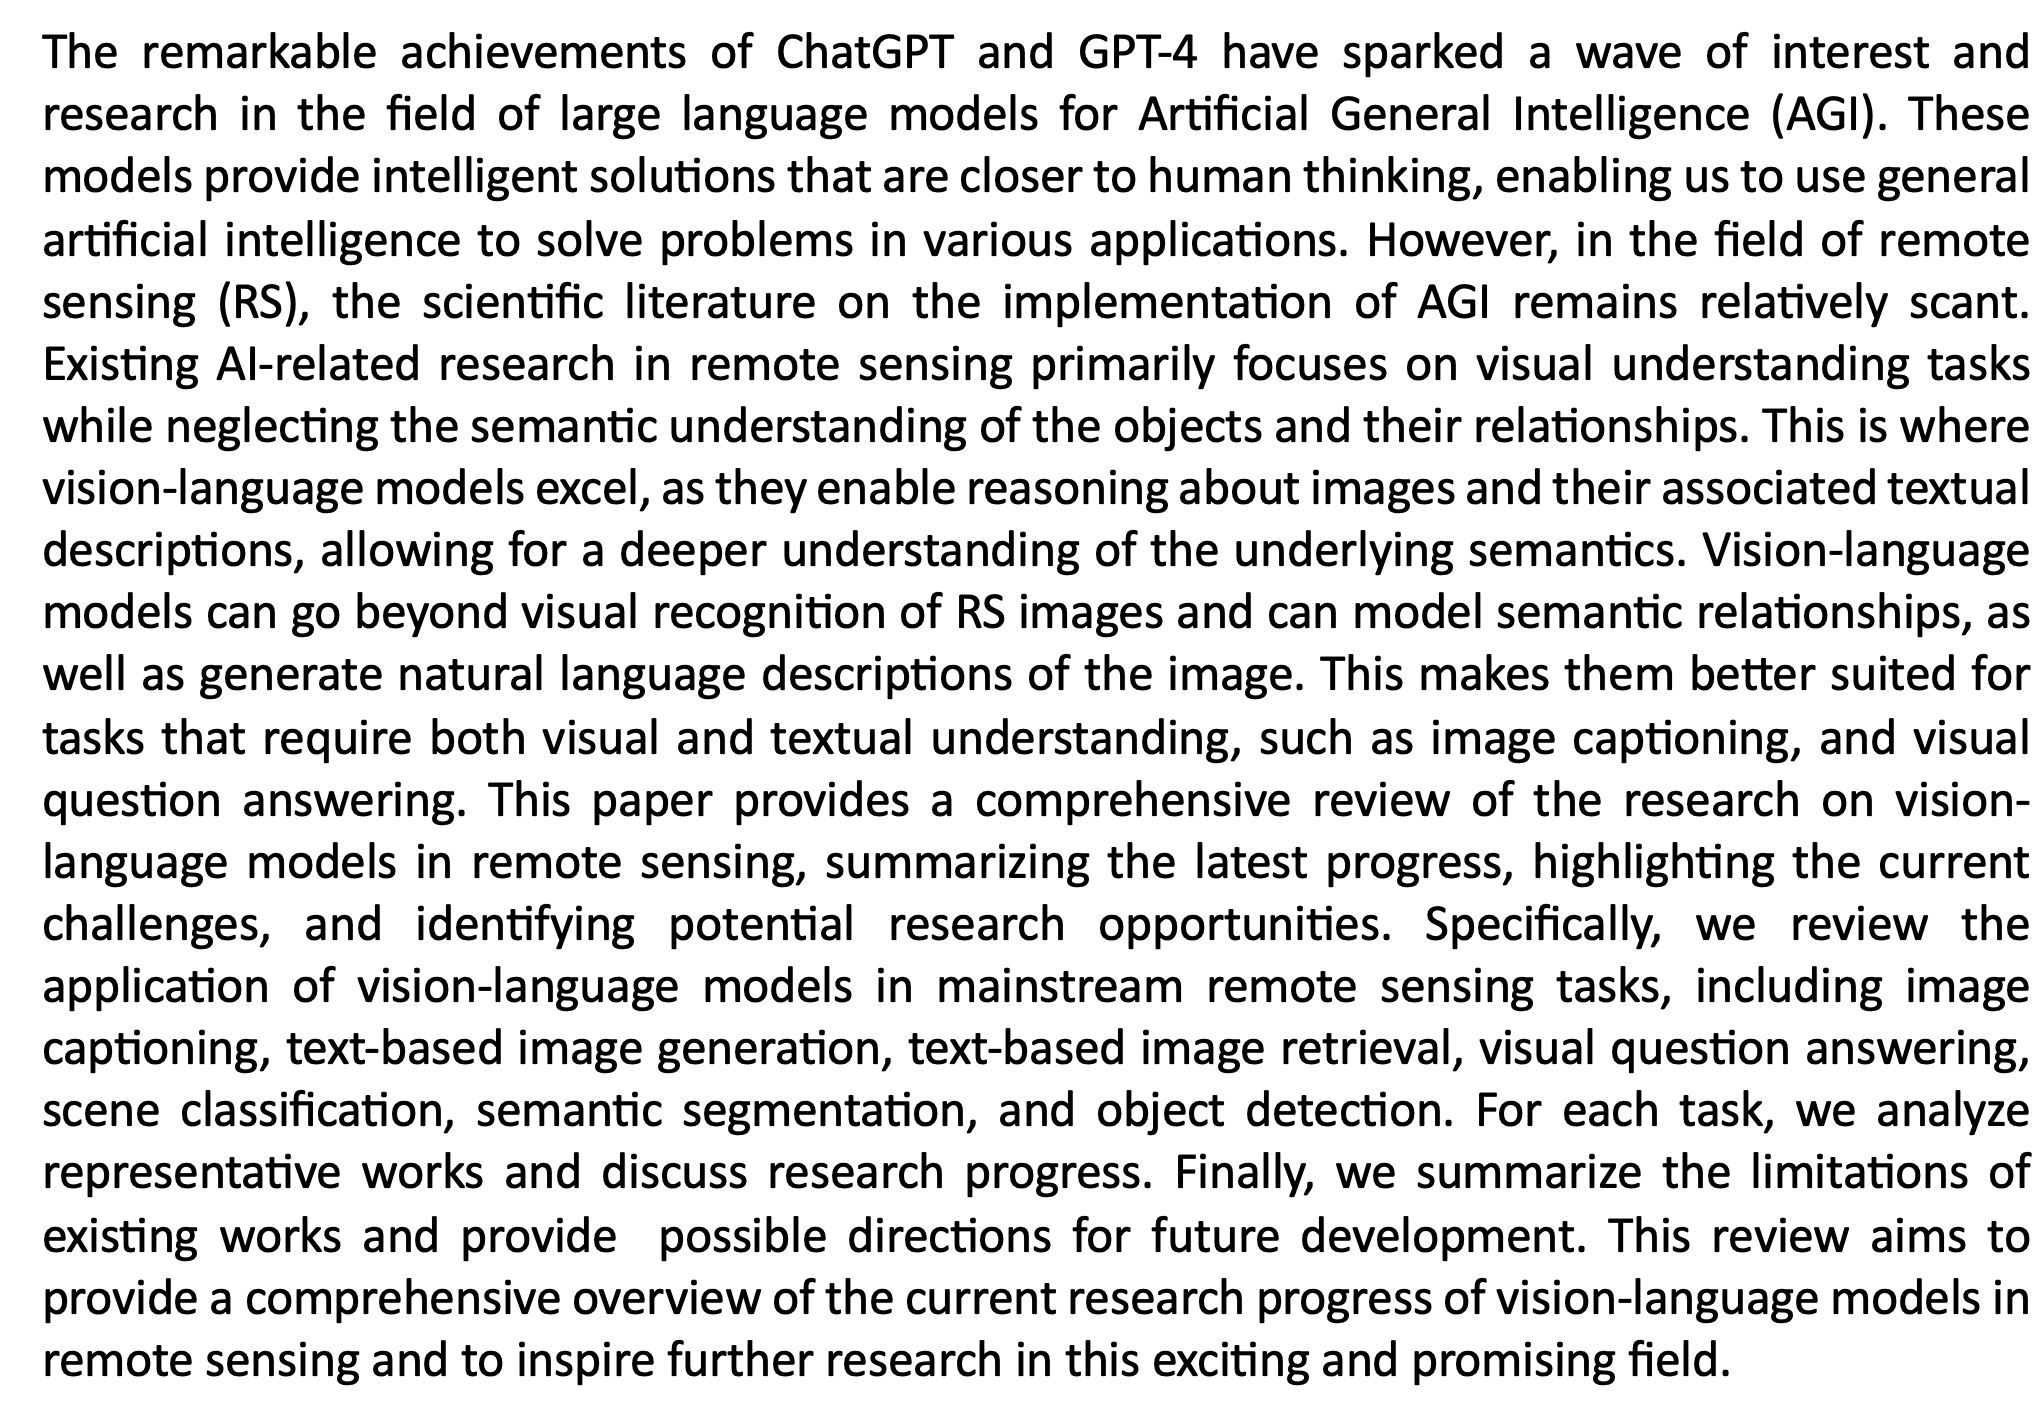 The remarkable achievements of ChatGPT and GPT-4 have sparked a wave of interest and
research in the field of large language models for Artificial General Intelligence (AGI). These
models provide intelligent solutions that are closer to human thinking, enabling us to use general
artificial intelligence to solve problems in various applications. However, in the field of remote
sensing (RS), the scientific literature on the implementation of AGI remains relatively scant.
Existing AI-related research in remote sensing primarily focuses on visual understanding tasks
while neglecting the semantic understanding of the objects and their relationships. This is where
vision-language models excel, as they enable reasoning about images and their associated textual
descriptions, allowing for a deeper understanding of the underlying semantics. Vision-language
models can go beyond visual recognition of RS images and can model semantic relationships, as
well as generate natural language descriptions of the image. This makes them better suited for
tasks that require both visual and textual understanding, such as image captioning, and visual
question answering. This paper provides a comprehensive review of the research on vision-
language models in remote sensing, summarizing the latest progress, highlighting the current
challenges, and identifying potential research opportunities. Specifically, we review the
application of vision-language models in mainstream remote sensing tasks, including image
captioning, text-based image generation, text-based image retrieval, visual question answering,
scene classification, semantic segmentation, and object detection. For each task, we analyze
representative works and discuss research progress. Finally, we summarize the limitations of
existing works and provide  possible directions for future development. This review aims to
provide a comprehensive overview of the current research progress of vision-language models in
remote sensing and to inspire further research in this exciting and promising field.